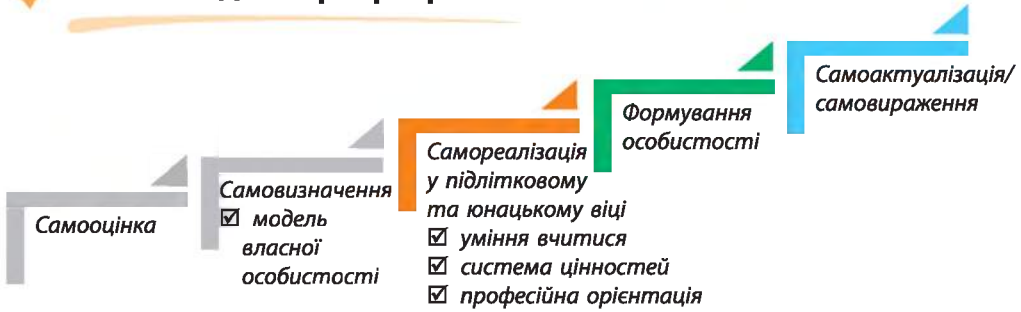 Самооцінка
Самовизначення
☑ модель
власної
особистості
Самореалізація
у підлітковому
та юнацькому віці
☑ уміння вчитися
☑ система цінностей
☑ професійна орієнтація
Формування
особистості
Самоактуалізація/
самовираження